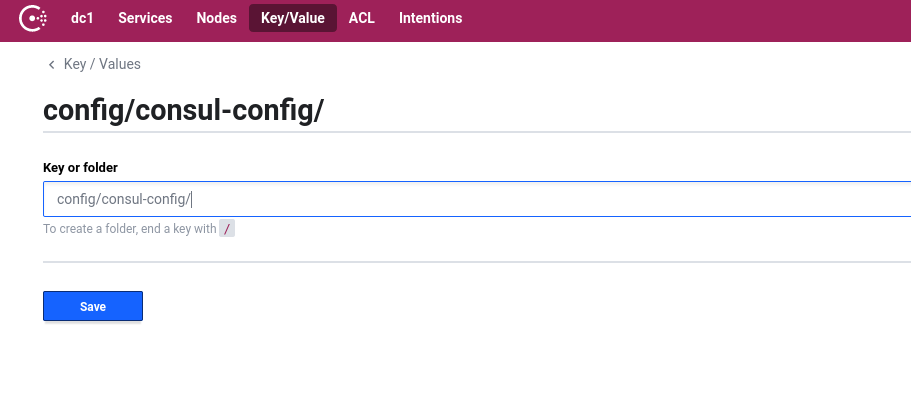 dc1 Services Nodes Key/Value ACL Intentions
Key / Values
config/consul-config/
Key or folder
config/consul-config/
To create a folder, end a key with /
Save